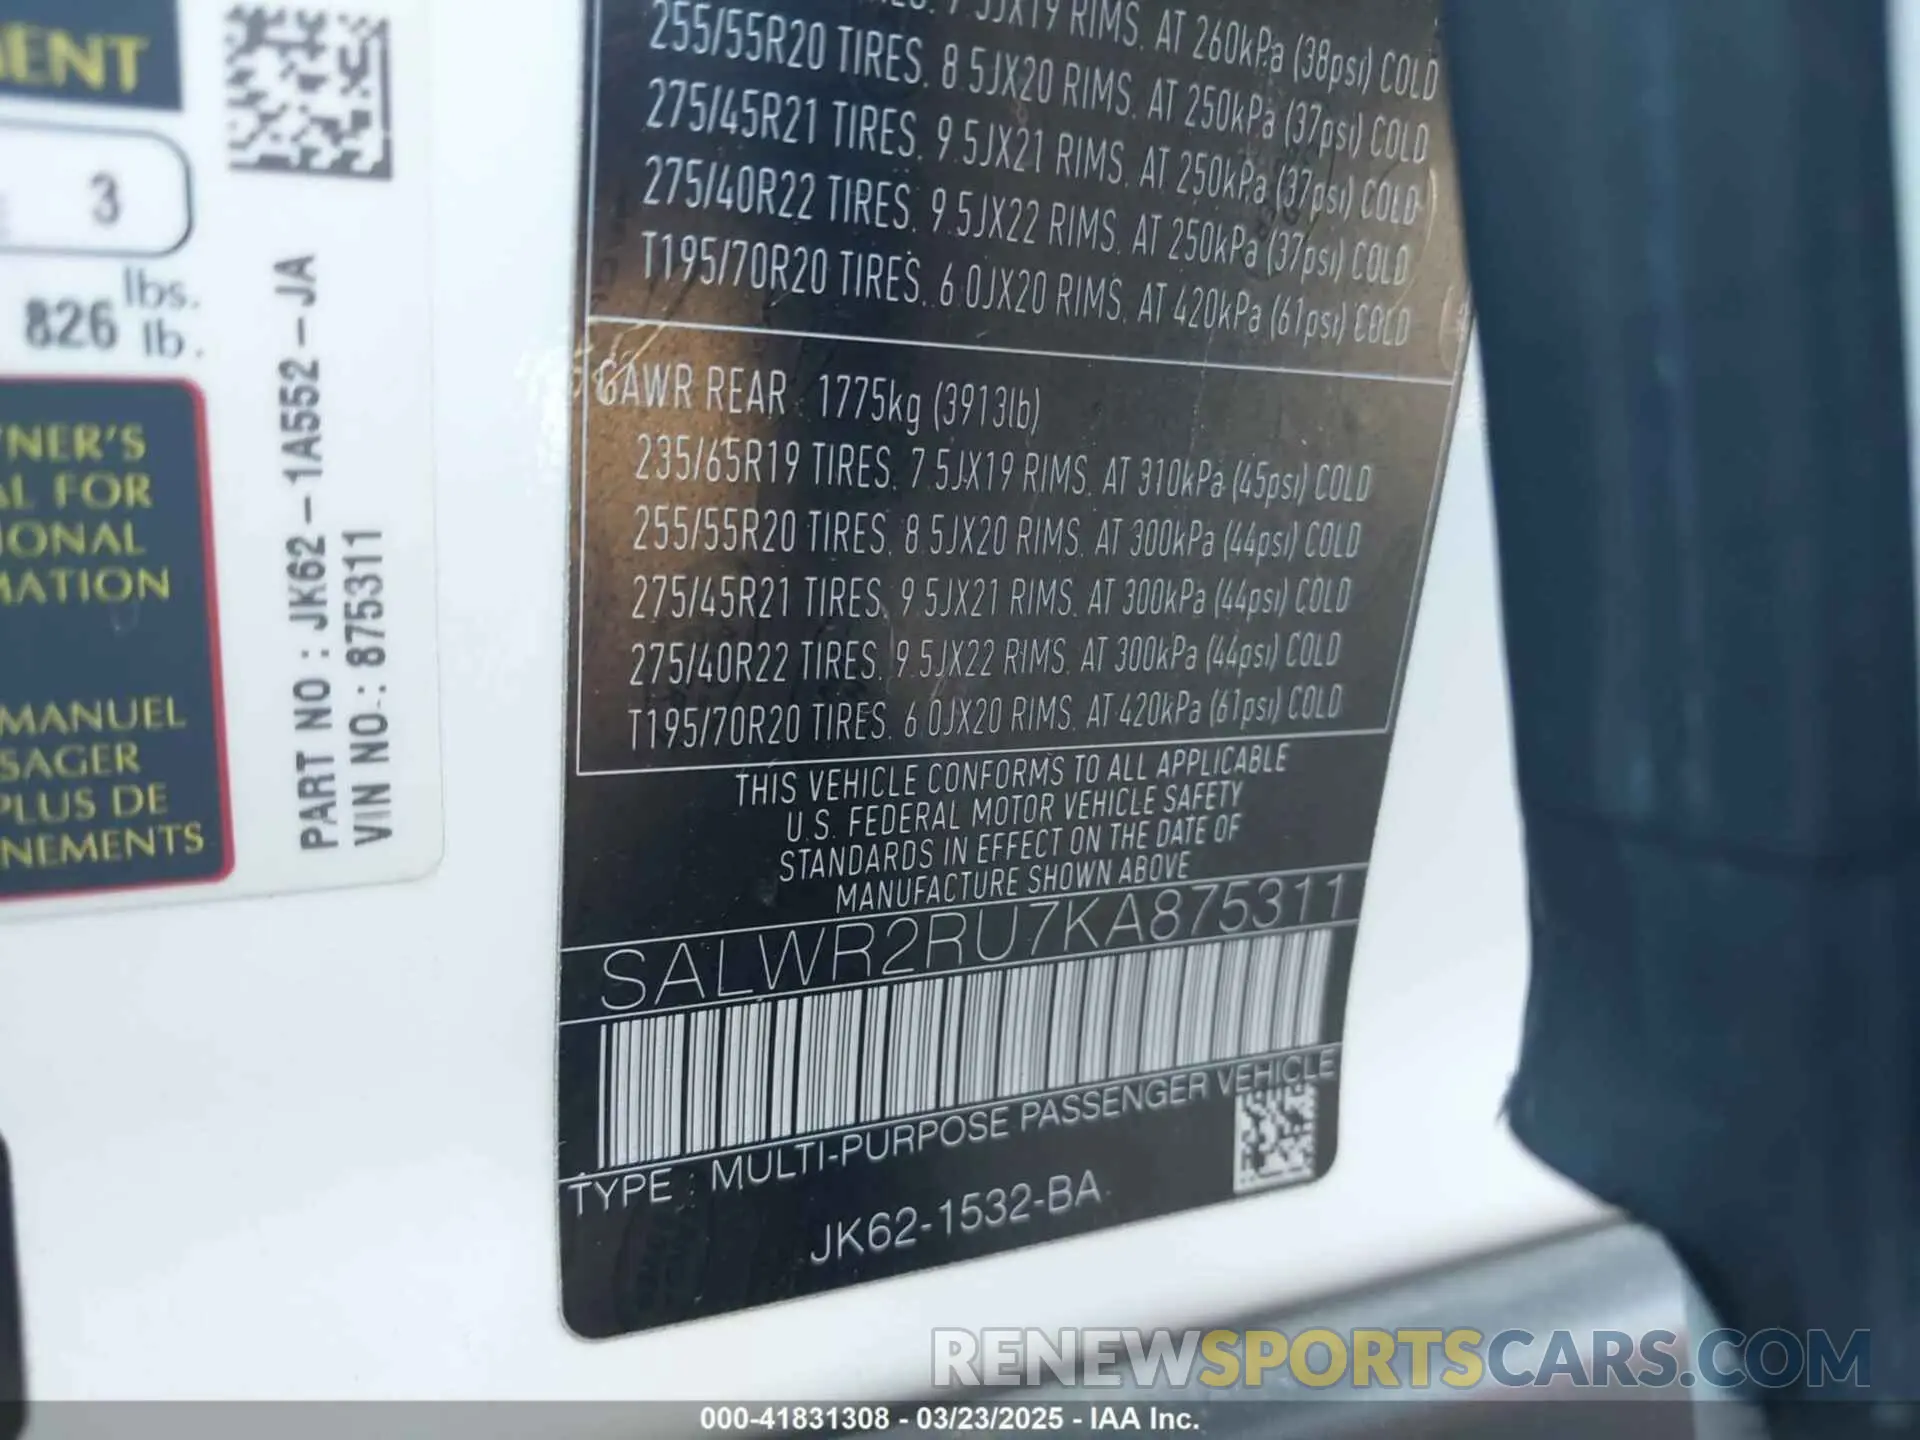 MENT
3
826 lbs.
lb.
NER'S
AL FOR
IONAL
MATION
MANUEL
SAGER
PLUS DE
NEMENTS
PART NO : JK62-1A552-JA
VIN NO.: 875311
7.5JX19 RIMS. AT 260kPa (38psi) COLD
255/55R20 TIRES. 8.5JX20 RIMS. AT 250kPa (37psi) COLD
275/45R21 TIRES. 9.5JX21 RIMS. AT 250kPa (37psi) COLD
275/40R22 TIRES. 9.5JX22 RIMS. AT 250kPa (37psi) COLD
T195/70R20 TIRES. 6.0JX20 RIMS. AT 420kPa (61psi) COLD
GAWR REAR : 1775kg (3913lb)
235/65R19 TIRES. 7.5JX19 RIMS. AT 310kPa (45psi) COLD
255/55R20 TIRES. 8.5JX20 RIMS. AT 300kPa (44psi) COLD
275/45R21 TIRES. 9.5JX21 RIMS. AT 300kPa (44psi) COLD
275/40R22 TIRES. 9.5JX22 RIMS. AT 300kPa (44psi) COLD
T195/70R20 TIRES. 6.0JX20 RIMS. AT 420kPa (61psi) COLD
THIS VEHICLE CONFORMS TO ALL APPLICABLE
U.S. FEDERAL MOTOR VEHICLE SAFETY
STANDARDS IN EFFECT ON THE DATE OF
MANUFACTURE SHOWN ABOVE
SALWR2RU7KA875311
TYPE : MULTI-PURPOSE PASSENGER VEHICLE
JK62-1532-BA
RENEWSPORTSCARS.COM
000-41831308 - 03/23/2025 - IAA Inc.